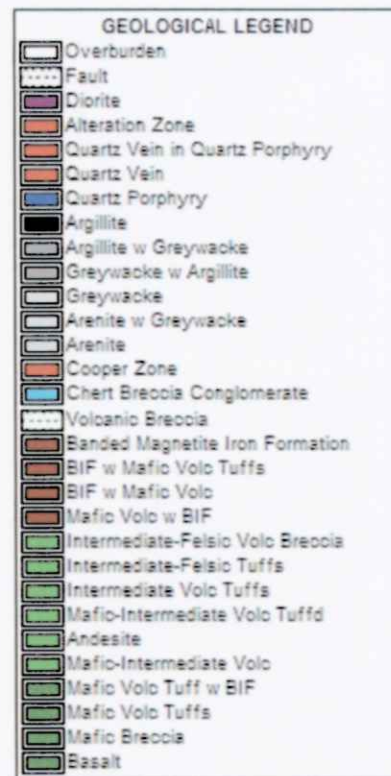 GEOLOGICAL LEGEND
Overburden
Fault
Diorite
Alteration Zone
Quartz Vein in Quartz Porphyry
Quartz Vein
Quartz Porphyry
Argillite
Argillite w Greywacke
Greywacke w Argillite
Greywacke
Arenite w Greywacke
Arenite
Cooper Zone
Chert Breccia Conglomerate
Volcanic Breccia
Banded Magnetite Iron Formation
BIF w Mafic Volc Tuffs
BIF w Mafic Volc
Mafic Volc w BIF
Intermediate-Felsic Volc Breccia
Intermediate-Felsic Tuffs
Intermediate Volc Tuffs
Mafic-Intermediate Volc Tuffd
Andesite
Mafic-Intermediate Volc
Mafic Volc Tuff w BIF
Mafic Volc Tuffs
Mafic Breccia
Basalt